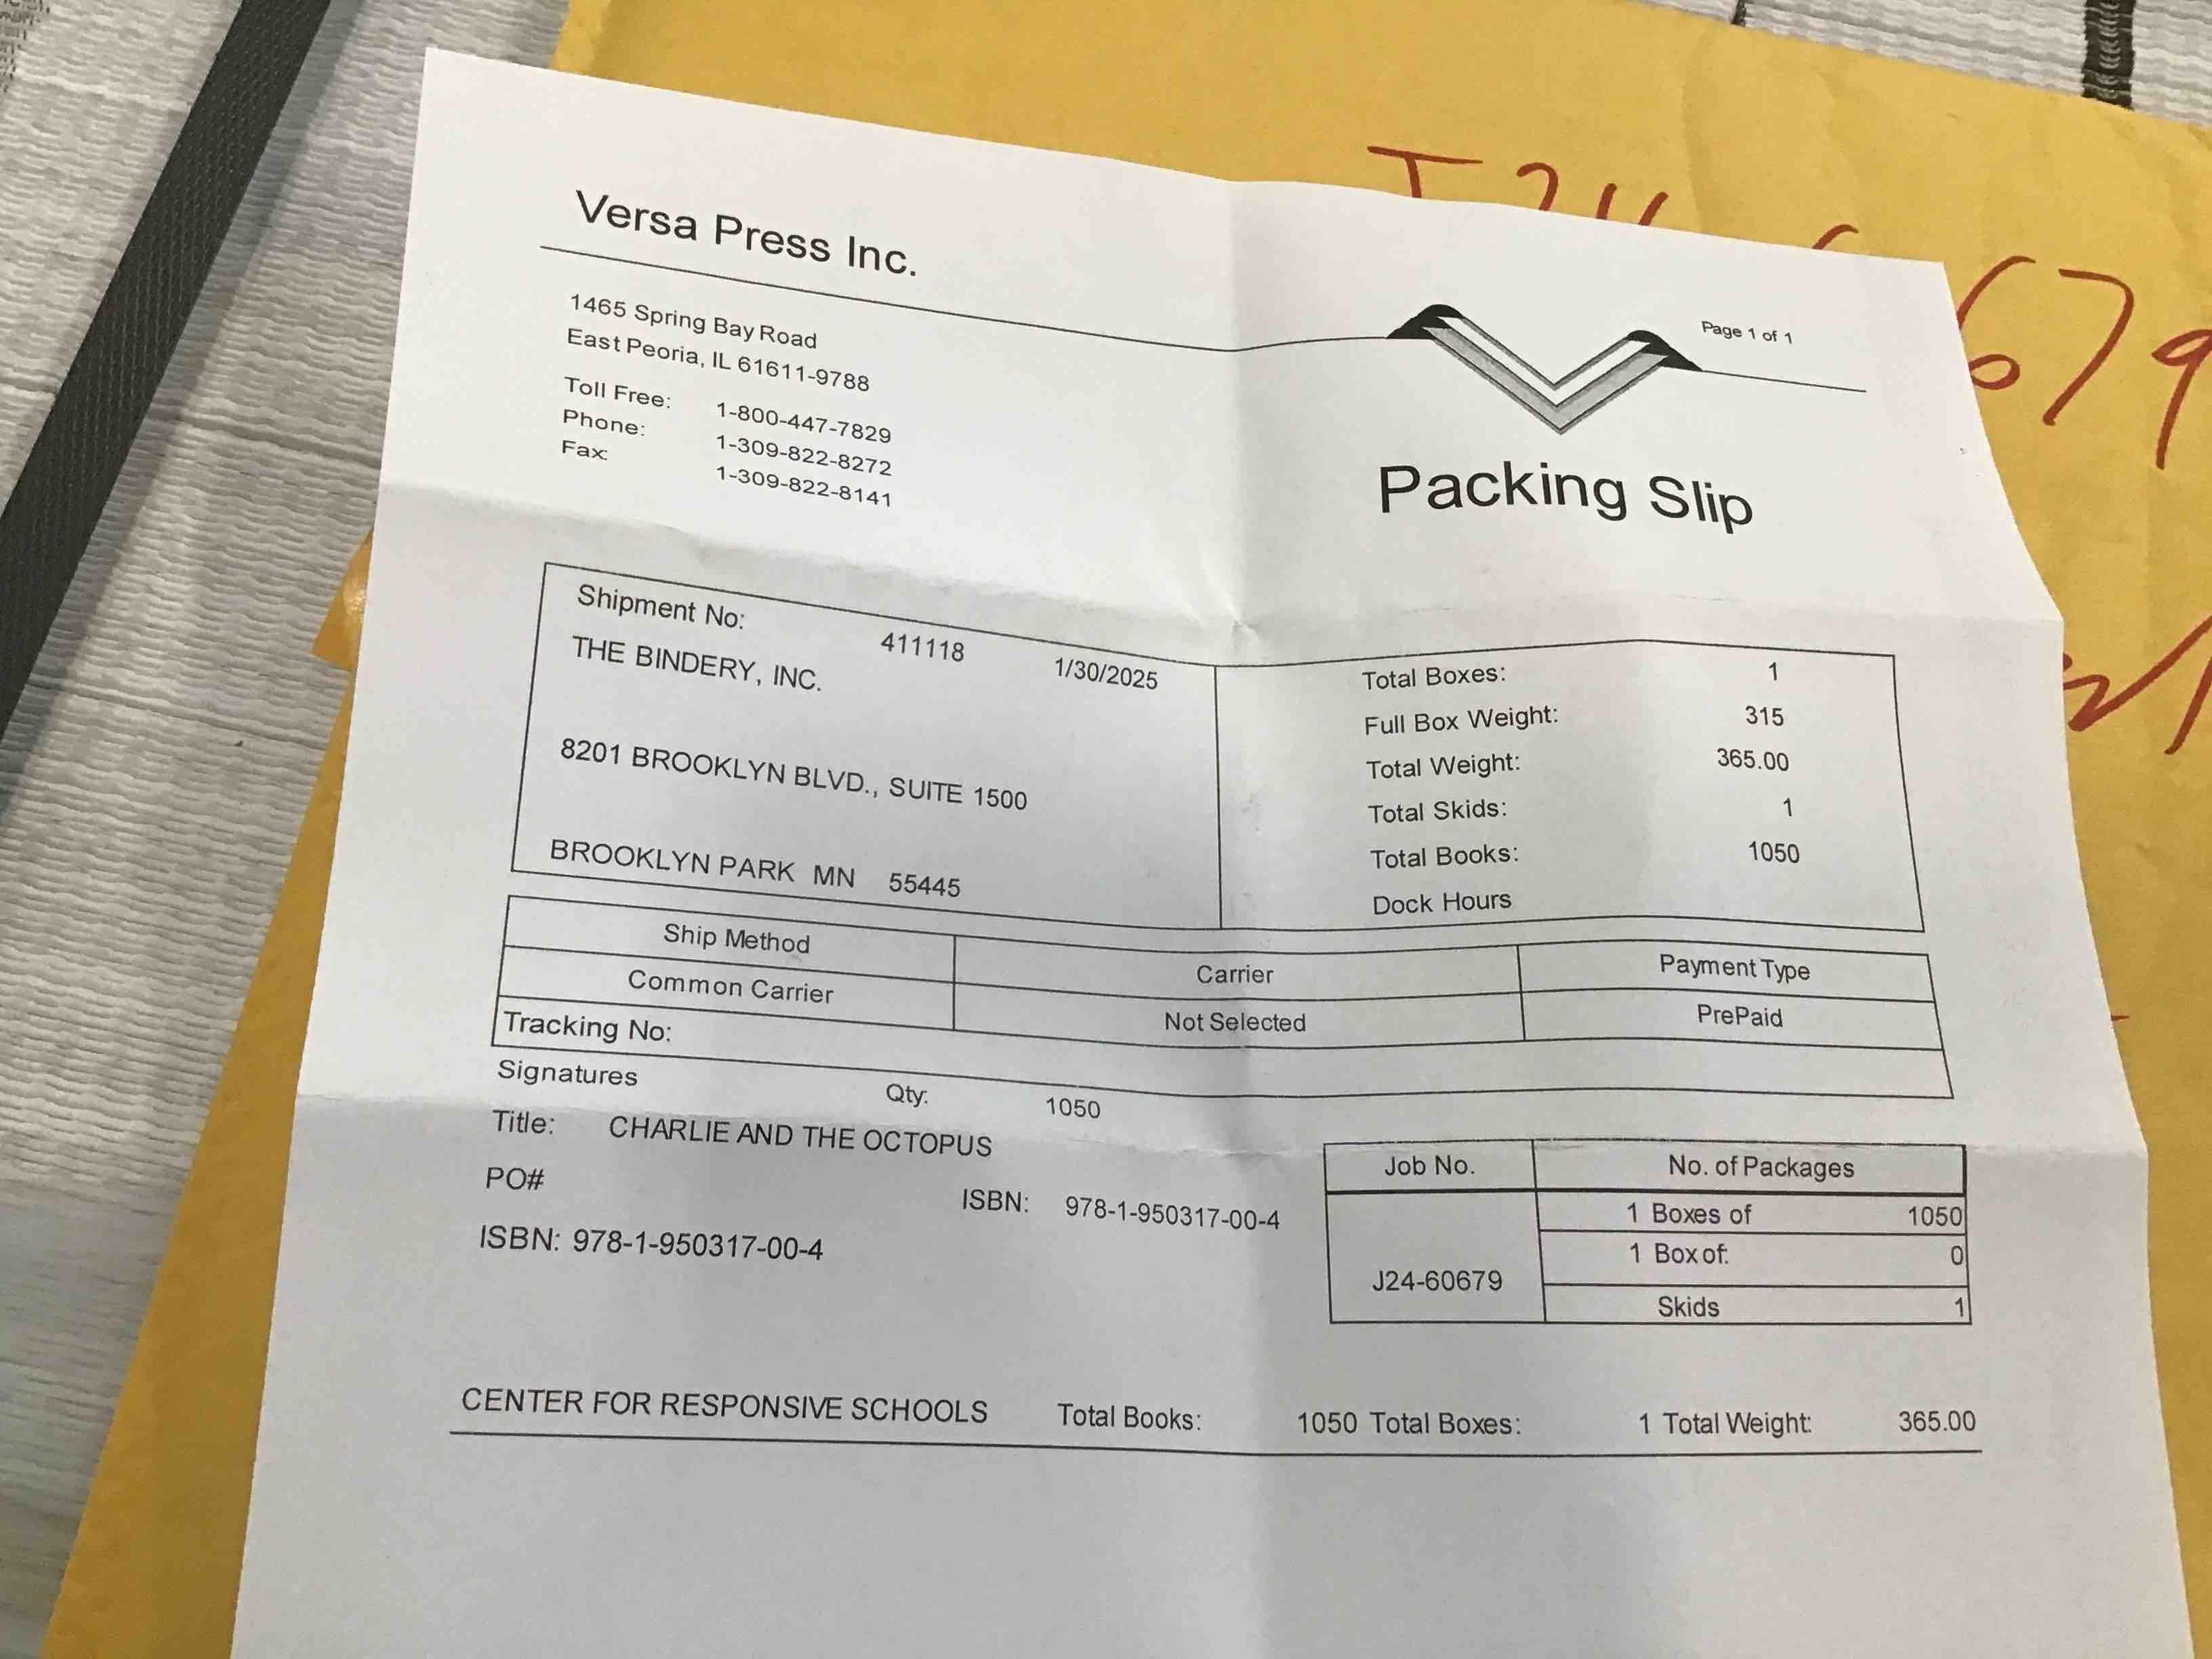 Versa Press Inc.
1465 Spring Bay Road
East Peoria, IL 61611-9788
Toll Free: 1-800-447-7829
Phone: 1-309-822-8272
Fax: 1-309-822-8141
Page 1 of 1
Packing Slip
Shipment No: 411118 1/30/2025
THE BINDERY, INC.
8201 BROOKLYN BLVD., SUITE 1500
BROOKLYN PARK MN 55445
Total Boxes: 1
Full Box Weight: 315
Total Weight: 365.00
Total Skids: 1
Total Books: 1050
Dock Hours
Ship Method Carrier Payment Type
Common Carrier Not Selected PrePaid
Tracking No:
Signatures Qty: 1050
Title: CHARLIE AND THE OCTOPUS
PO# ISBN: 978-1-950317-00-4
ISBN: 978-1-950317-00-4
Job No. No. of Packages
J24-60679
1 Boxes of 1050
1 Box of: 0
Skids 1
CENTER FOR RESPONSIVE SCHOOLS Total Books: 1050 Total Boxes: 1 Total Weight: 365.00